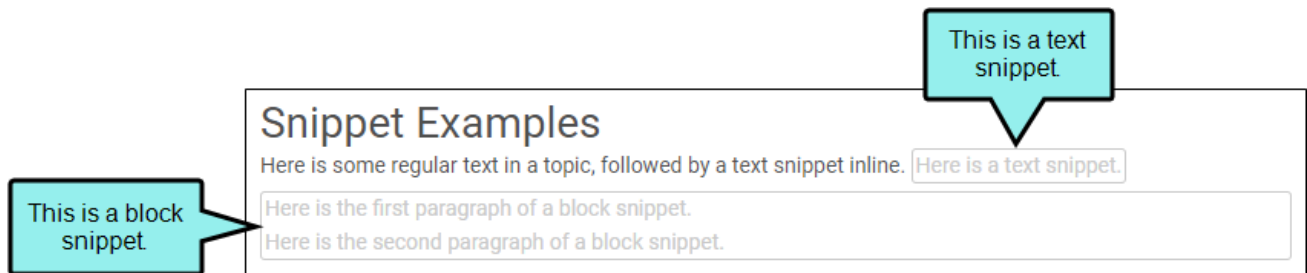 This is a text
snippet.
Snippet Examples
Here is some regular text in a topic, followed by a text snippet inline. Here is a text snippet.
This is a block
snippet.
Here is the first paragraph of a block snippet.
Here is the second paragraph of a block snippet.